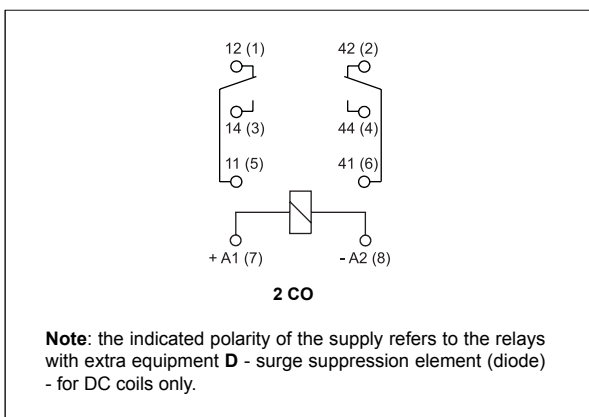 12 (1) 42 (2)
14 (3) 44 (4)
11 (5) 41 (6)
+ A1 (7) - A2 (8)
2 CO
Note: the indicated polarity of the supply refers to the relays
with extra equipment D - surge suppression element (diode)
- for DC coils only.